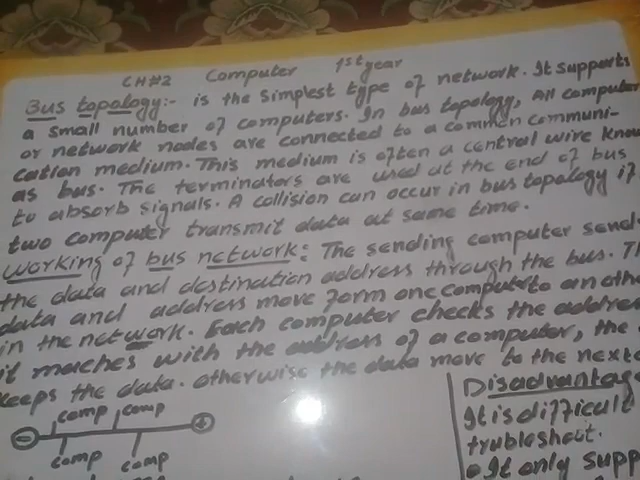 CH#2 Computer 1st year
Bus topology:- is the simplest type of network. It supports
a small number of computers. In bus topology, All computer
or network nodes are connected to a common communi-
cation medium. This medium is often a central wire know
as bus. The terminators are used at the end of bus
to absorb signals. A collision can occur in bus topology if
two computer transmit data at same time.
Working of bus network: The sending computer send
the data and destination address through the bus. Th
data and address move form one computer to anothe
in the network. Each computer checks the address
it maches with the address of a computer, the
keeps the data. otherwise the data move to the next
comp comp
comp comp
Disadvantag
It is difficult
trubleshoot.
It only supp